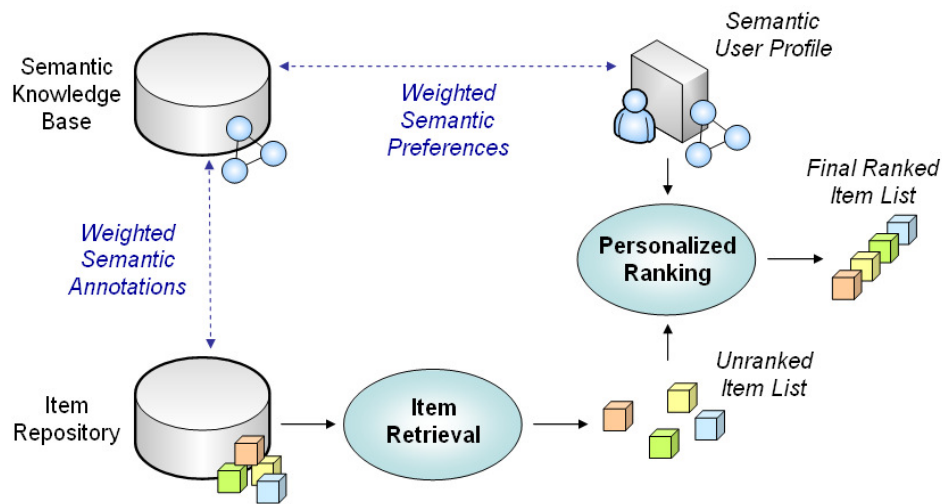 Semantic
Knowledge
Base
Weighted
Semantic
Preferences
Semantic
User Profile
Final Ranked
Item List
Weighted
Semantic
Annotations
Personalized
Ranking
Unranked
Item List
Item
Repository
Item
Retrieval